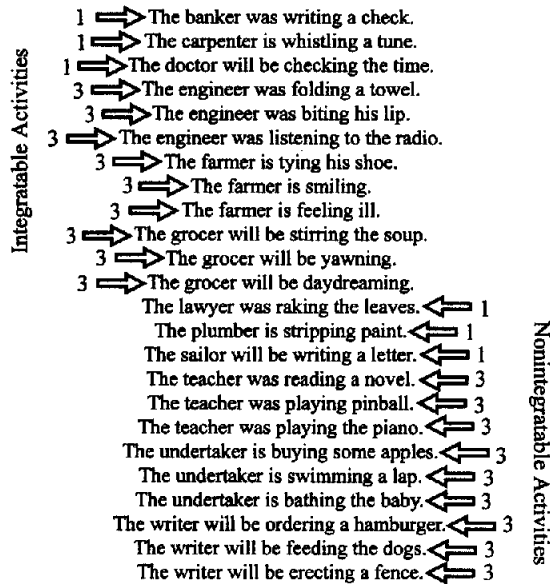 Integratable Activities
1 The banker was writing a check.
1 The carpenter is whistling a tune.
1 The doctor will be checking the time.
3 The engineer was folding a towel.
3 The engineer was biting his lip.
3 The engineer was listening to the radio.
3 The farmer is tying his shoe.
3 The farmer is smiling.
3 The farmer is feeling ill.
3 The grocer will be stirring the soup.
3 The grocer will be yawning.
3 The grocer will be daydreaming.
The lawyer was raking the leaves. 1
The plumber is stripping paint. 1
The sailor will be writing a letter. 1
The teacher was reading a novel. 3
The teacher was playing pinball. 3
The teacher was playing the piano. 3
The undertaker is buying some apples. 3
The undertaker is swimming a lap. 3
The undertaker is bathing the baby. 3
The writer will be ordering a hamburger. 3
The writer will be feeding the dogs. 3
The writer will be erecting a fence. 3
Nonintegratable Activities